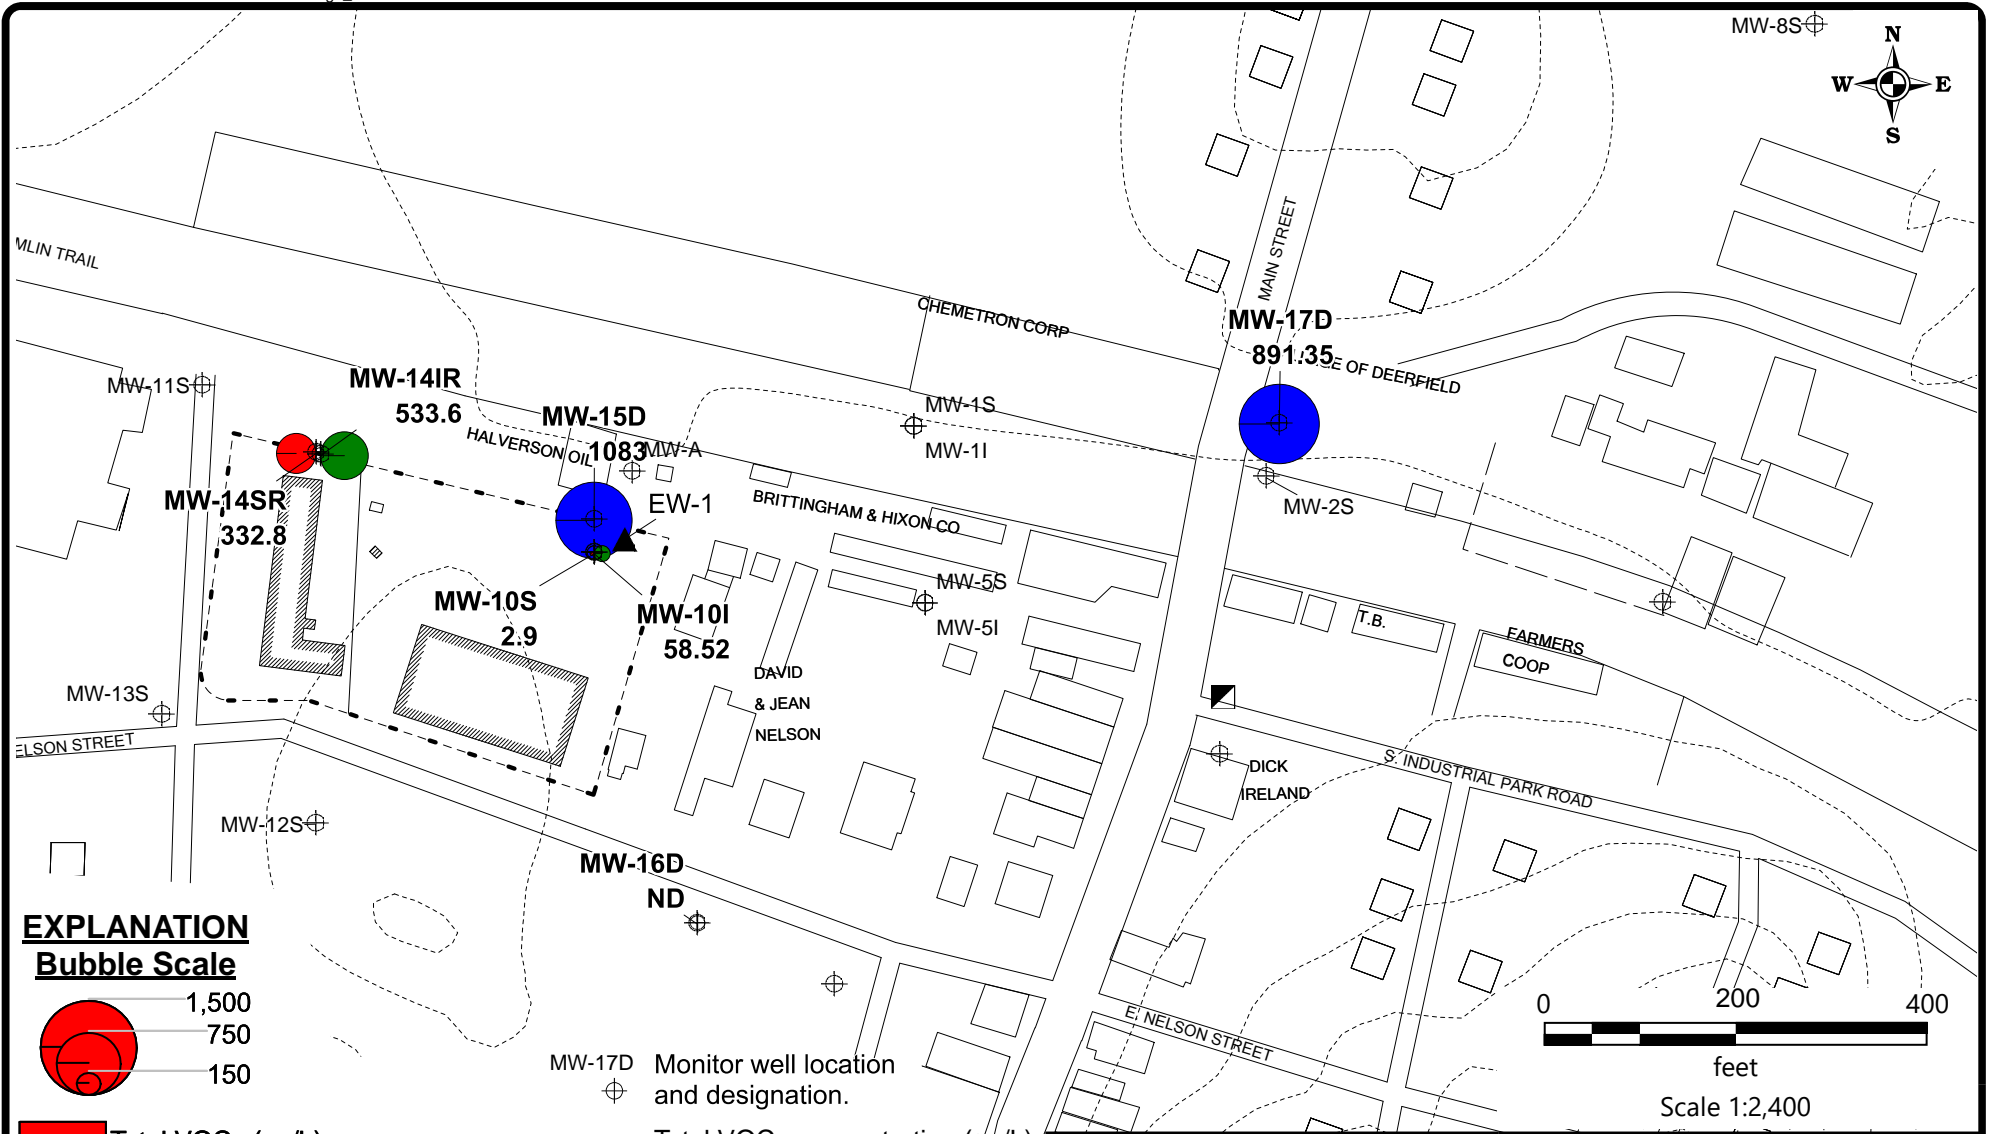 MW-8S
N
W E
S
MLIN TRAIL
MAIN STREET
CHEMETRON CORP
MW-17D
891.35
OF DEERFIELD
MW-11S
MW-14IR
533.6
MW-15D
1083
MW-A
HALVERSON OIL
MW-1S
MW-1I
MW-14SR
332.8
EW-1
BRITTINGHAM & HIXON CO
MW-2S
MW-10S
2.9
MW-10I
58.52
MW-5S
MW-5I
T.B.
FARMERS
COOP
DAVID
& JEAN
NELSON
MW-13S
ELSON STREET
DICK
IRELAND
S. INDUSTRIAL PARK ROAD
MW-12S
MW-16D
ND
E. NELSON STREET
EXPLANATION
Bubble Scale
1,500
750
150
MW-17D Monitor well location
and designation.
0 200 400
feet
Scale 1:2,400